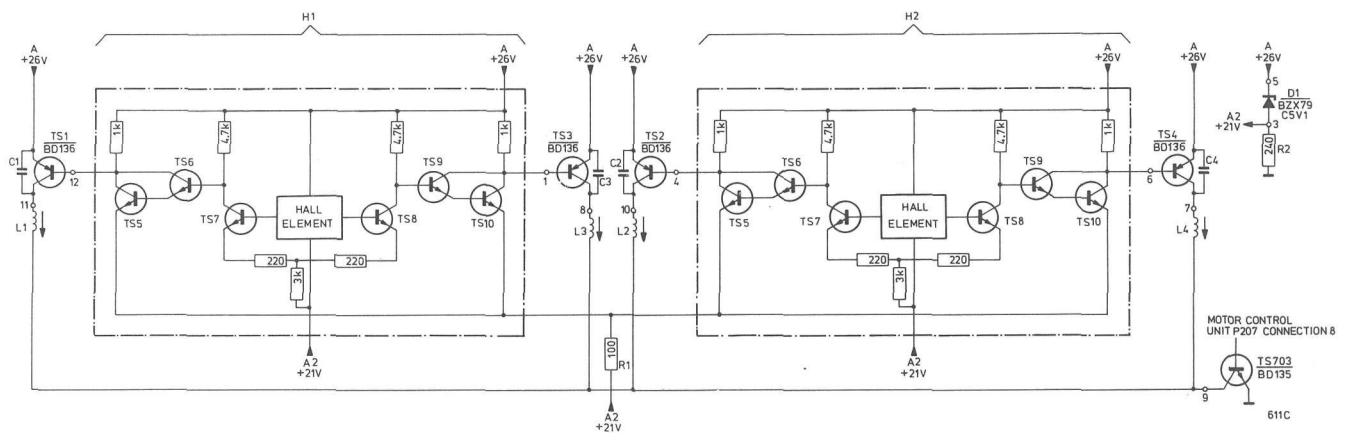 H1
H2
A
+26V
A
+26V
A
+26V
A
+26V
A
+26V
A
+26V
A
+26V
5
D1
BZX79
C5V1
3
A2
+21V
240
R2
TS1
BD136
C1
12
11
L1
1k
4.7k
4.7k
1k
TS6
TS5
TS7
HALL
ELEMENT
TS8
TS9
TS10
220
220
3k
A2
+21V
TS3
BD136
1
C3
8
L3
TS2
BD136
C2
4
10
L2
1k
4.7k
4.7k
1k
TS6
TS5
TS7
HALL
ELEMENT
TS8
TS9
TS10
220
220
3k
A2
+21V
TS4
BD136
6
C4
7
L4
100
R1
A2
+21V
MOTOR CONTROL
UNIT P207 CONNECTION 8
TS703
BD135
9
611C